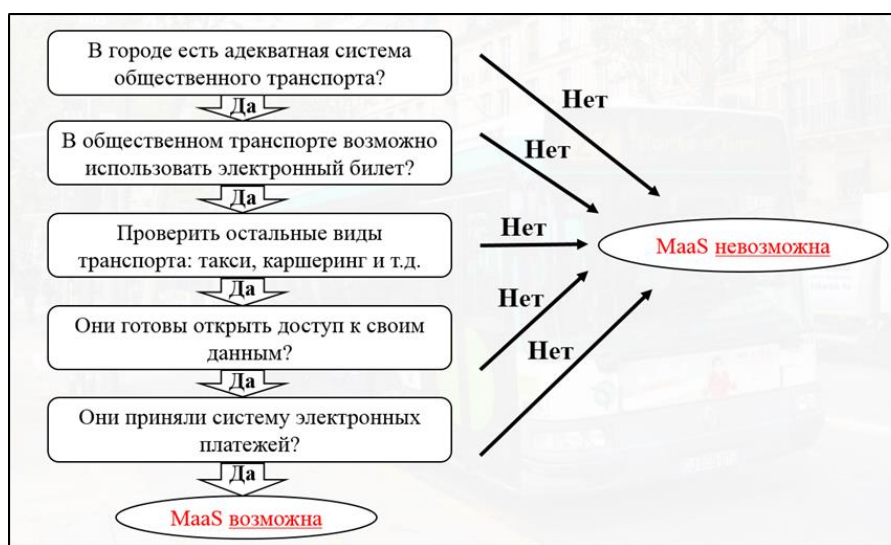 В городе есть адекватная система
общественного транспорта?
Да
Нет
В общественном транспорте возможно
использовать электронный билет?
Да
Нет
Проверить остальные виды
транспорта: такси, каршеринг и т.д.
Да
Нет
MaaS невозможна
Они готовы открыть доступ к своим
данным?
Да
Нет
Они приняли систему электронных
платежей?
Да
Нет
MaaS возможна